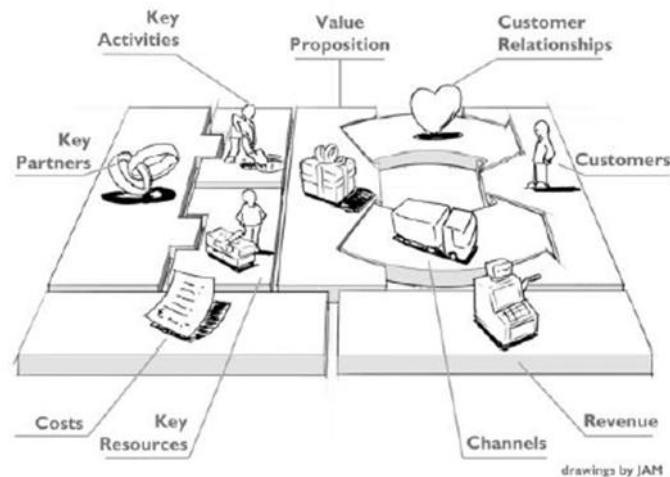 Key
Activities
Value
Proposition
Customer
Relationships
Key
Partners
Customers
Costs
Key
Resources
Channels
Revenue
drawings by JAM